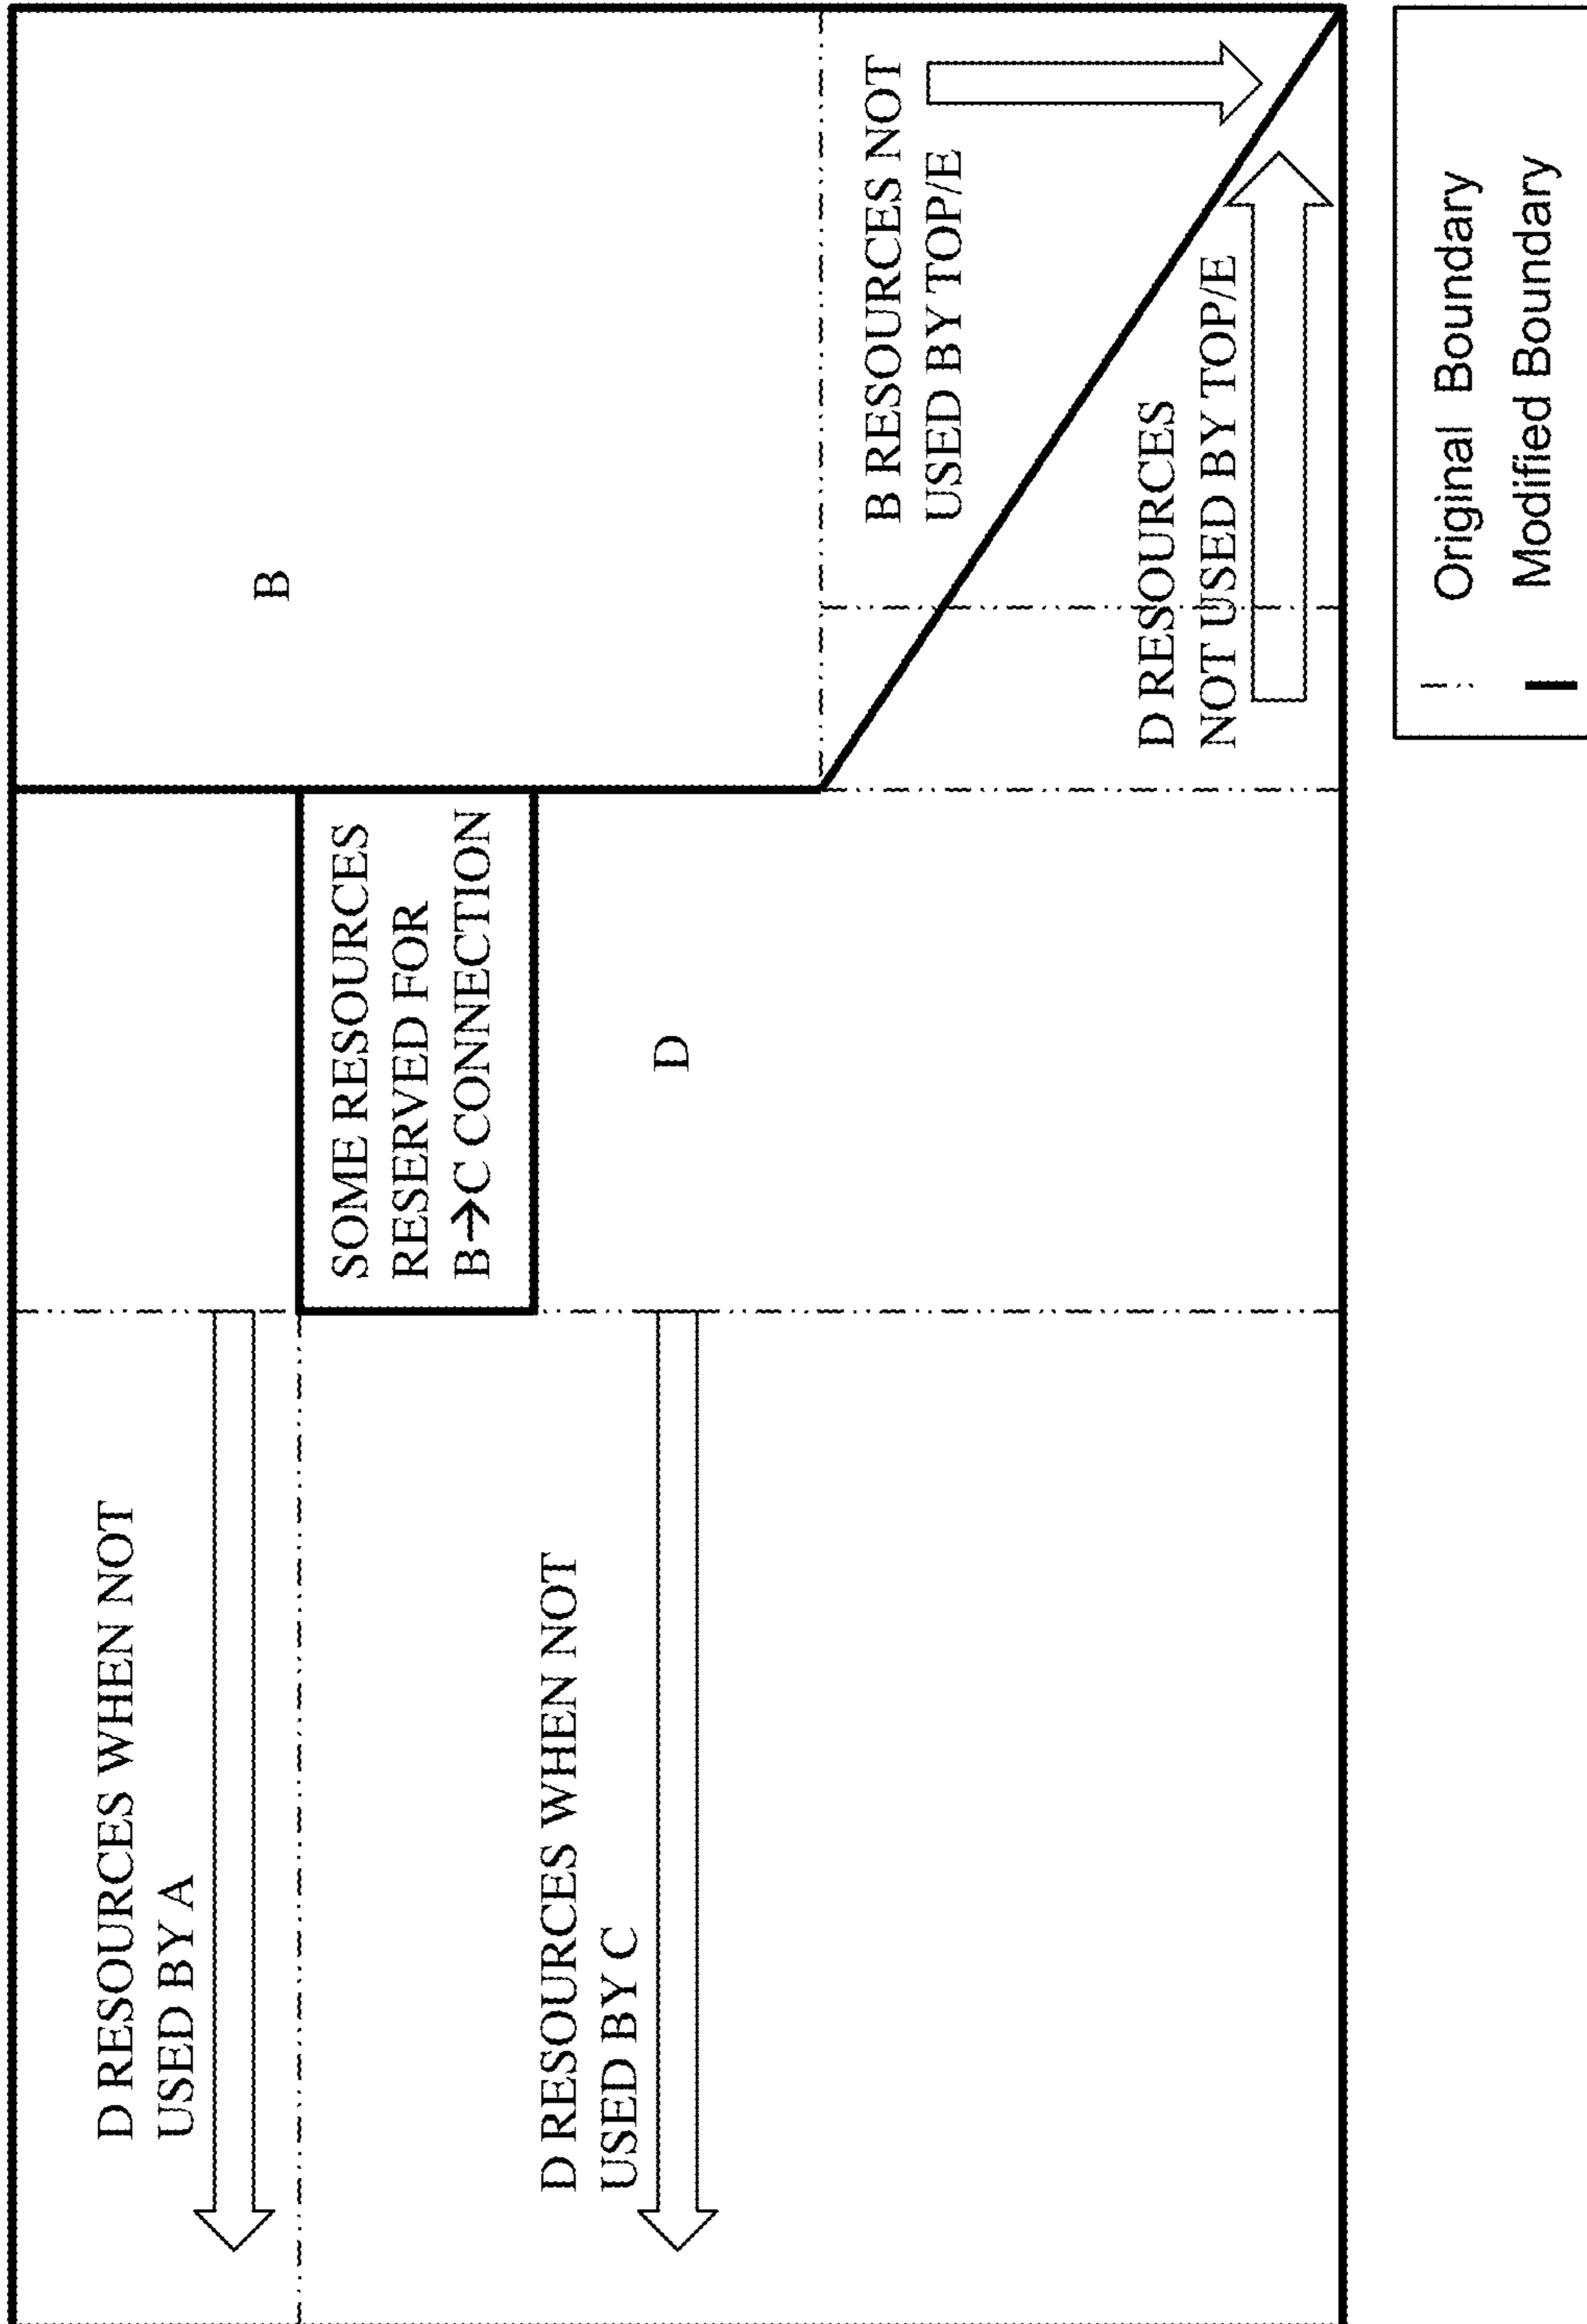 D RESOURCES WHEN NOT
USED BY A
D RESOURCES WHEN NOT
USED BY C
SOME RESOURCES
RESERVED FOR
B→C CONNECTION
D
B
B RESOURCES NOT
USED BY TOP/E
D RESOURCES
NOT USED BY TOP/E
Original Boundary
Modified Boundary